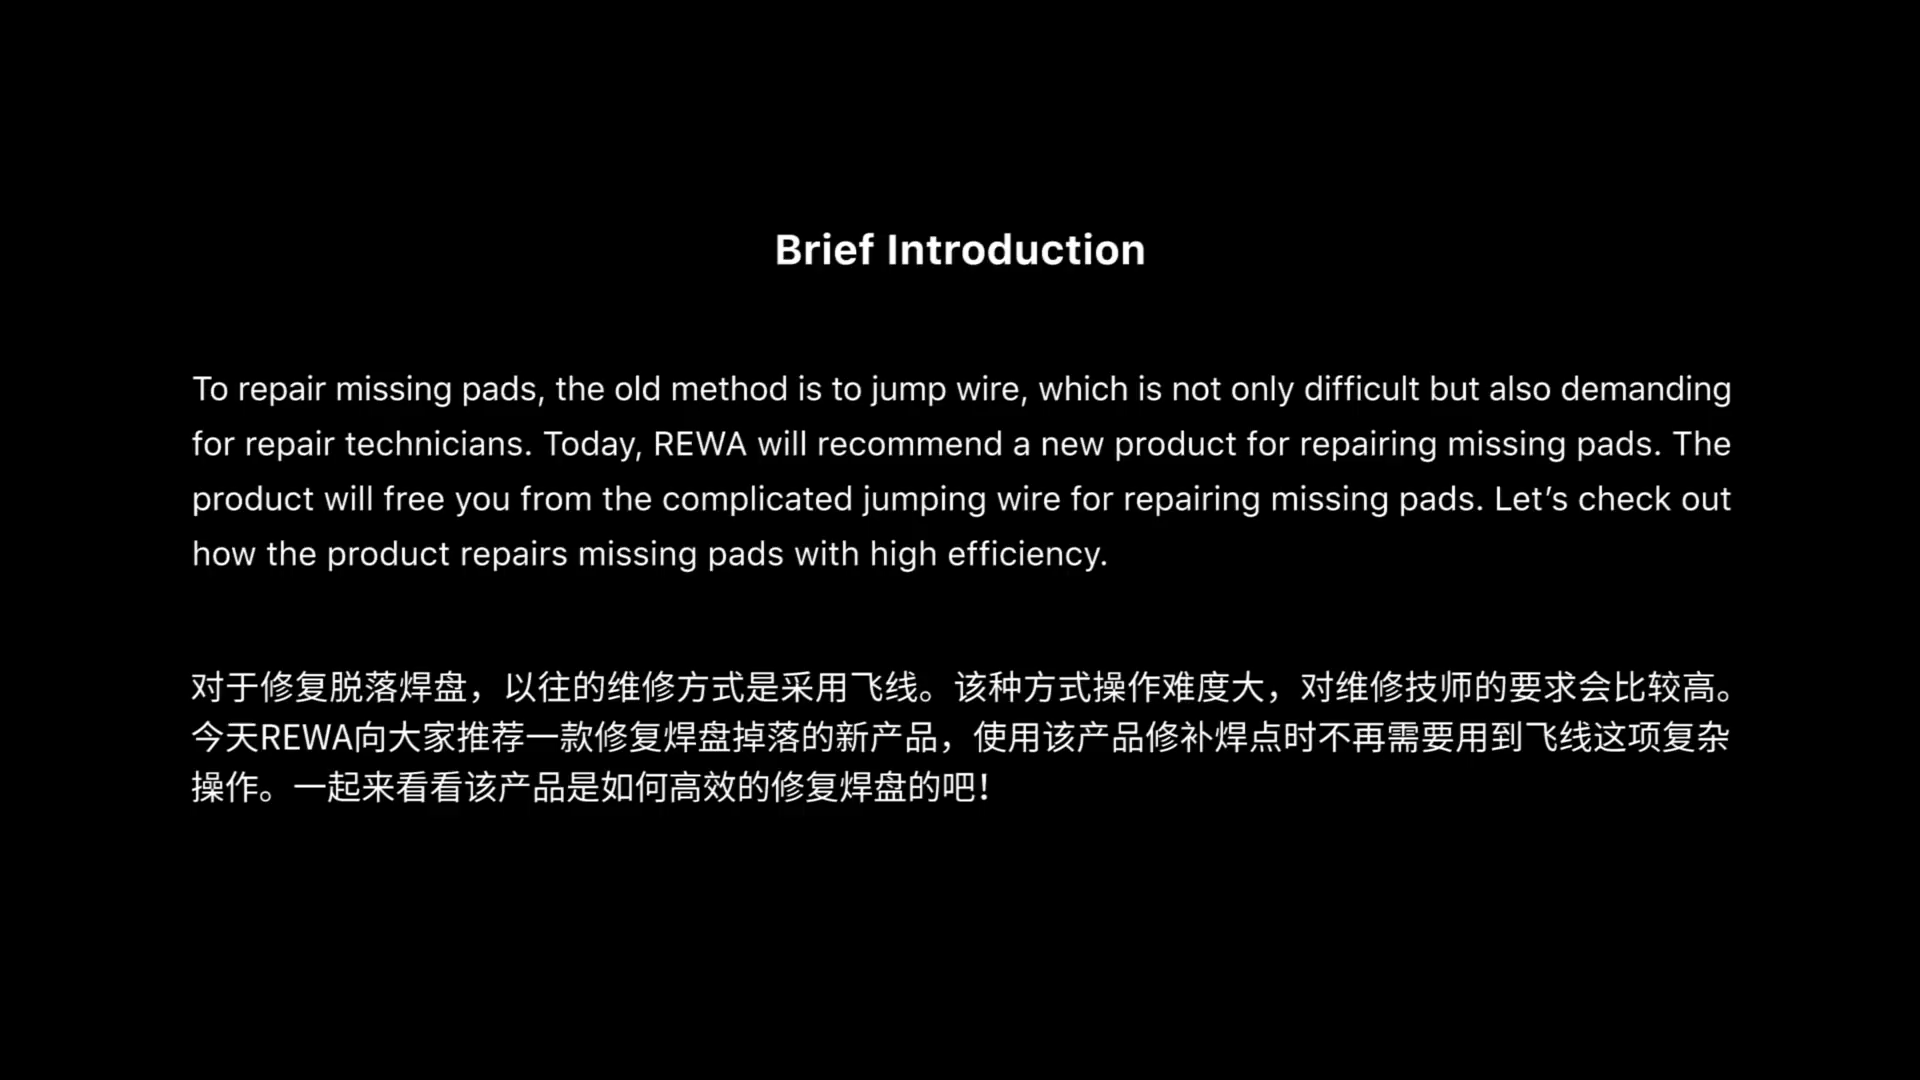 Brief Introduction
To repair missing pads, the old method is to jump wire, which is not only difficult but also demanding
for repair technicians. Today, REWA will recommend a new product for repairing missing pads. The
product will free you from the complicated jumping wire for repairing missing pads. Let’s check out
how the product repairs missing pads with high efficiency.
对于修复脱落焊盘，以往的维修方式是采用飞线。该种方式操作难度大，对维修技师的要求会比较高。
今天REWA向大家推荐一款修复焊盘掉落的新产品，使用该产品修补焊点时不再需要用到飞线这项复杂
操作。一起来看看该产品是如何高效的修复焊盘的吧！